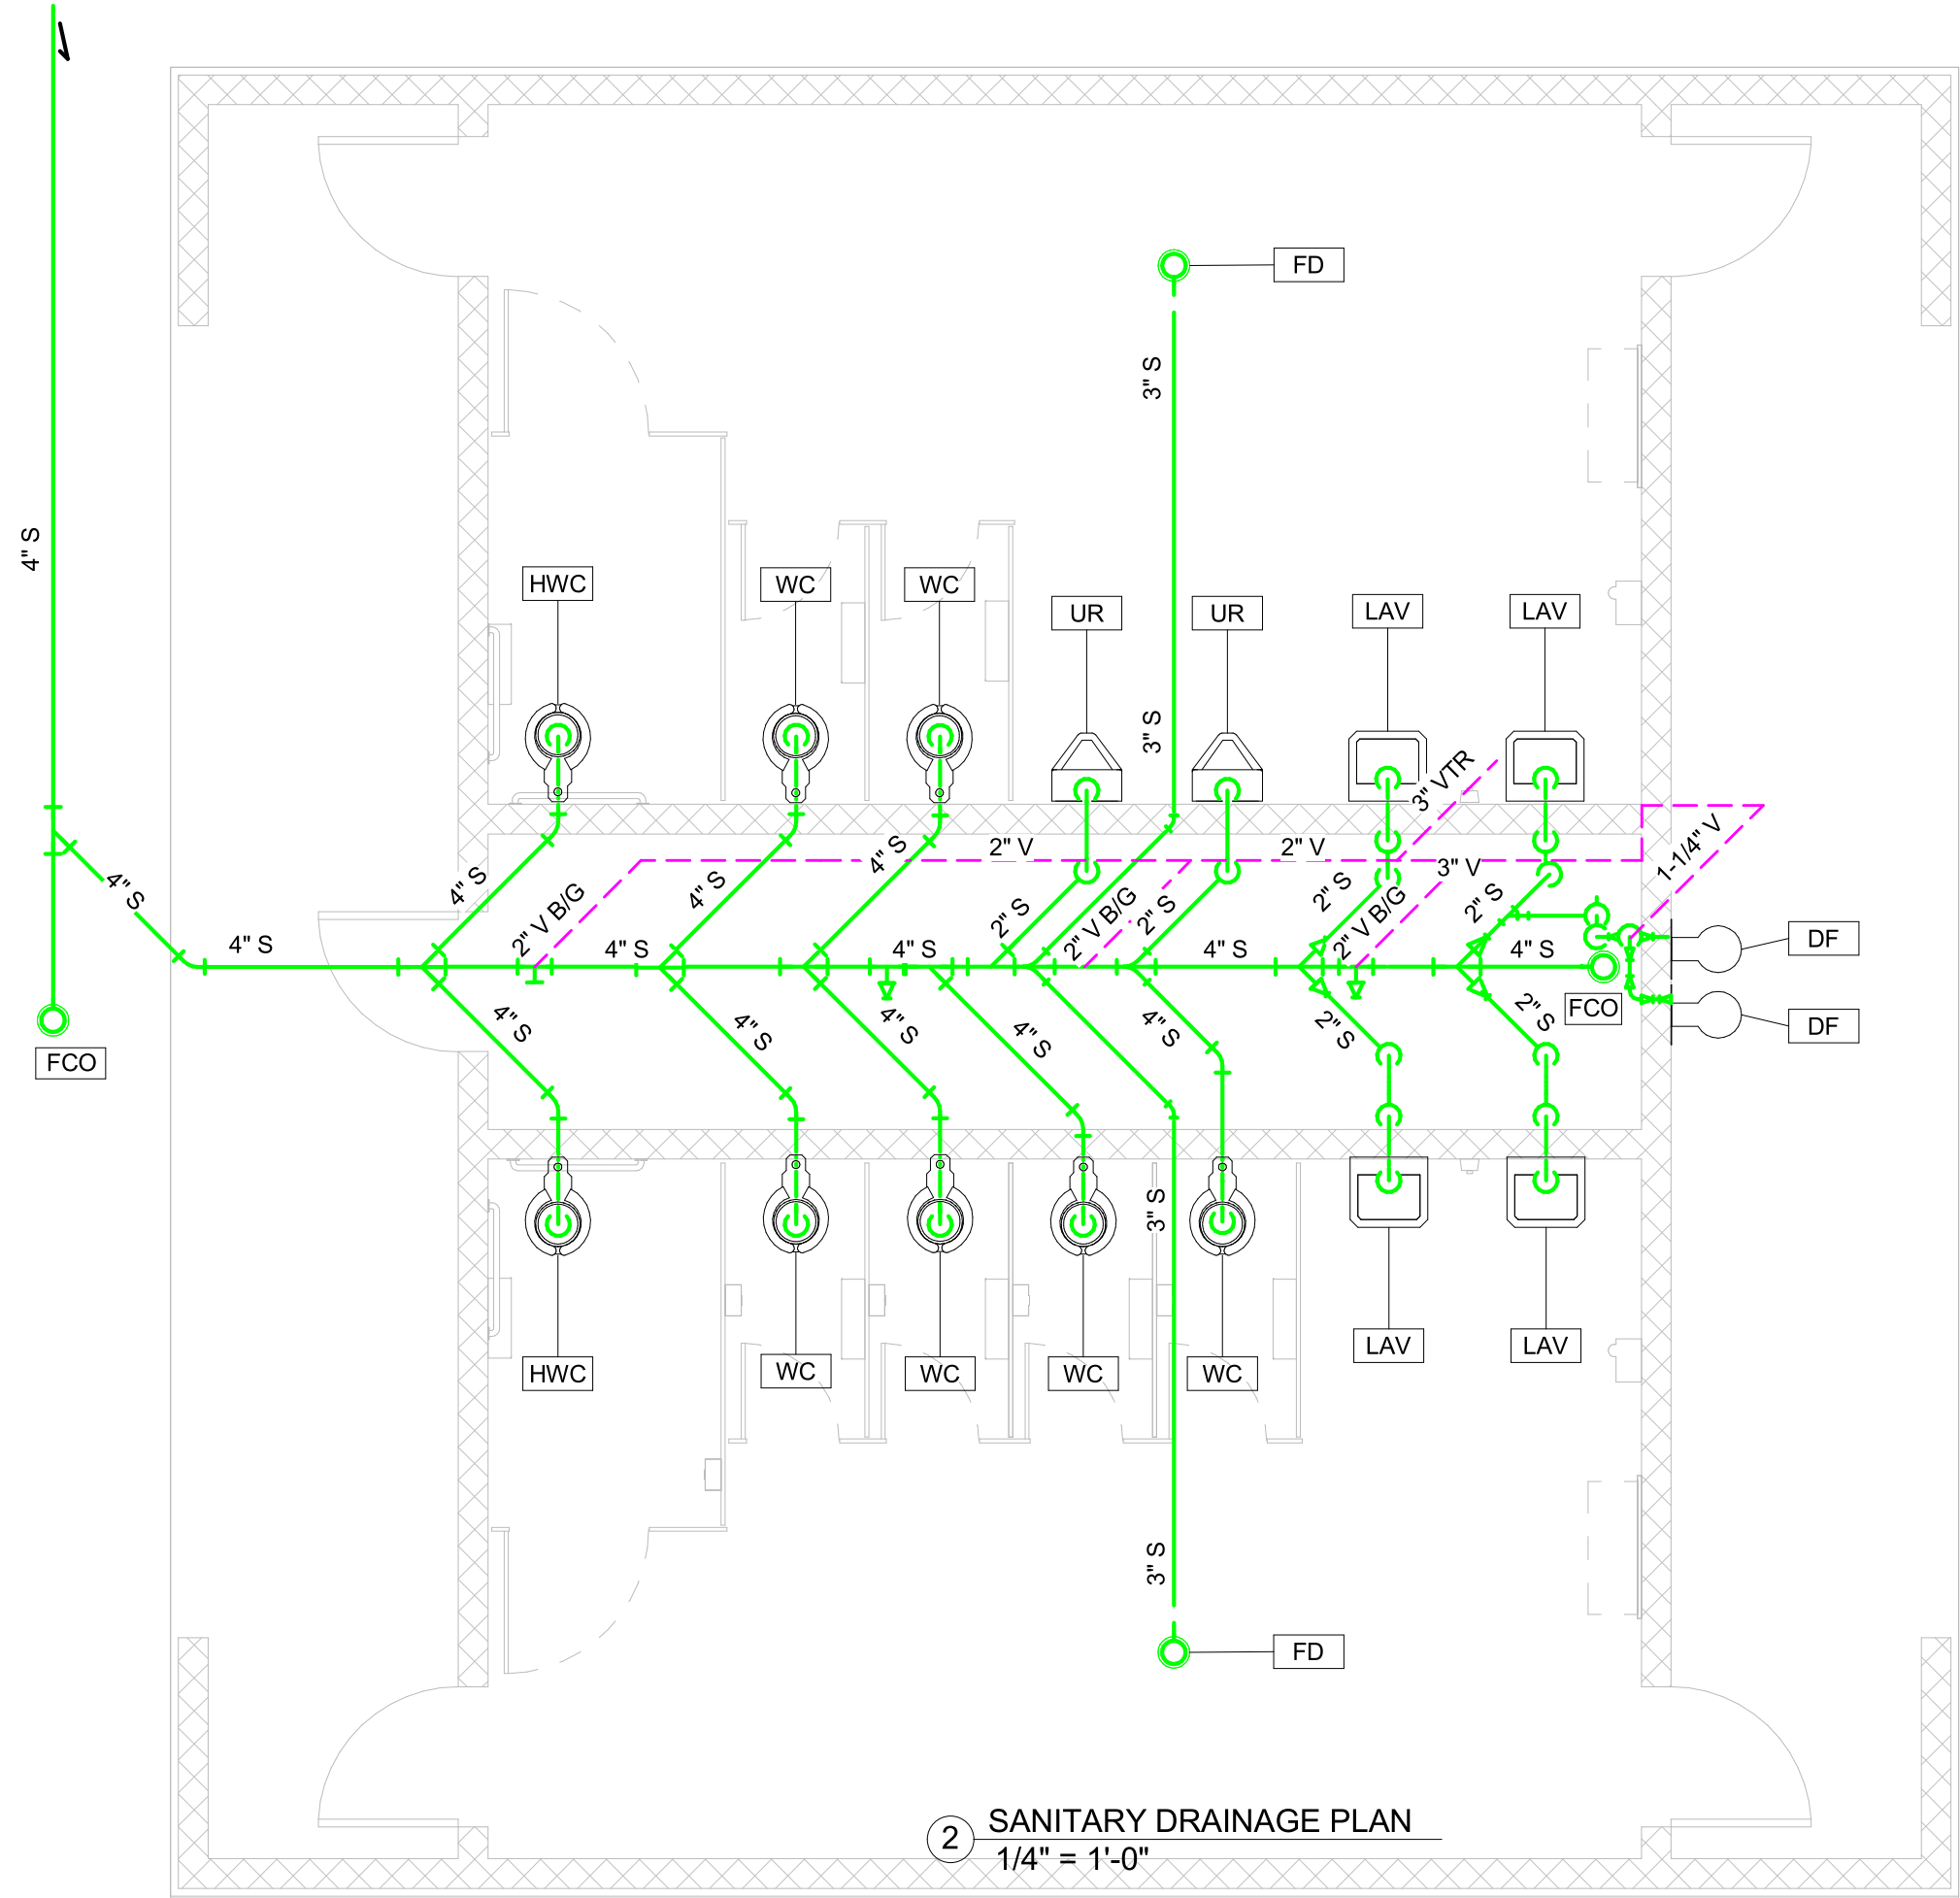 FD
3" S
4" S
HWC
WC
WC
UR
UR
LAV
LAV
3" S
3" VTR
2" V
2" V
1-1/4" V
4" S
4" S
4" S
4" S
3" V
2" S
2" S
2" V B/G
2" S
2" V B/G
2" S
2" V B/G
4" S
4" S
4" S
4" S
4" S
DF
FCO
DF
FCO
4" S
4" S
4" S
4" S
4" S
2" S
2" S
3" S
LAV
LAV
HWC
WC
WC
WC
WC
3" S
FD
2
SANITARY DRAINAGE PLAN
1/4" = 1'-0"
2" S